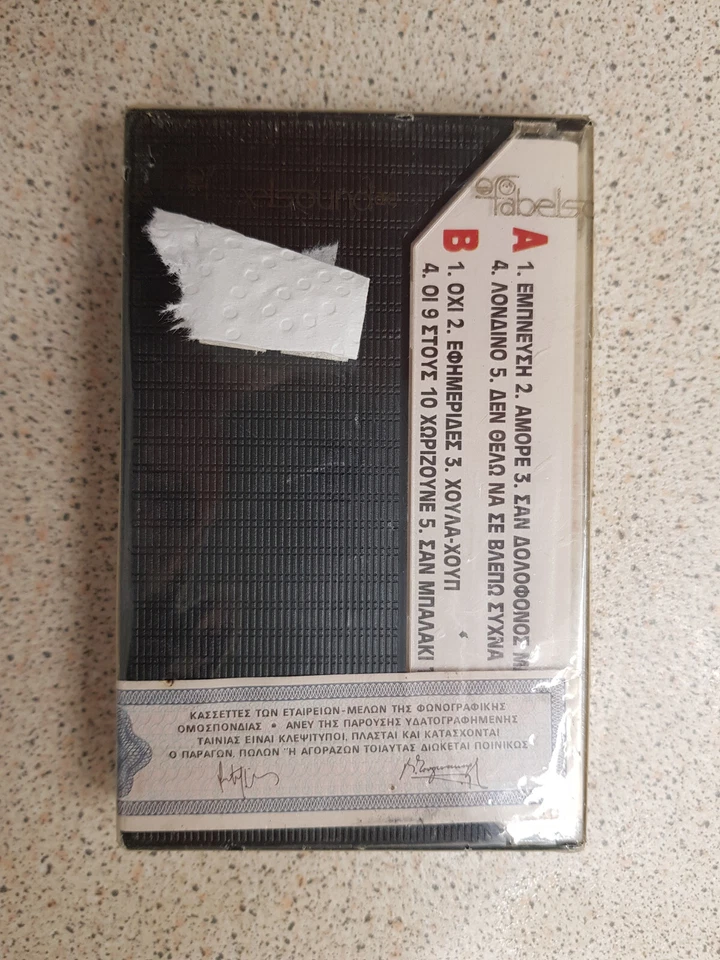 fabelsound
fabels
A
1. ΕΜΠΝΕΥΣΗ 2. ΑΜΟΡΕ 3. ΣΑΝ ΔΟΛΟΦΟΝΟΣ Μ
4. ΛΟΝΔΙΝΟ 5. ΔΕΝ ΘΕΛΩ ΝΑ ΣΕ ΒΛΕΠΩ ΣΥΧΝΑ
B
1. ΟΧΙ 2. ΕΦΗΜΕΡΙΔΕΣ 3. ΧΟΥΛΑ-ΧΟΥΠ
4. ΟΙ 9 ΣΤΟΥΣ 10 ΧΩΡΙΖΟΥΝΕ 5. ΣΑΝ ΜΠΑΛΑΚΙ
ΚΑΣΣΕΤΤΕΣ ΤΩΝ ΕΤΑΙΡΕΙΩΝ-ΜΕΛΩΝ ΤΗΣ ΦΩΝΟΓΡΑΦΙΚΗΣ
ΟΜΟΣΠΟΝΔΙΑΣ • ΑΝΕΥ ΤΗΣ ΠΑΡΟΥΣΗΣ ΥΔΑΤΟΓΡΑΦΗΜΕΝΗΣ
ΤΑΙΝΙΑΣ ΕΙΝΑΙ ΚΛΕΨΙΤΥΠΟΙ, ΠΛΑΣΤΑΙ ΚΑΙ ΚΑΤΑΣΧΟΝΤΑΙ
Ο ΠΑΡΑΓΩΝ, ΠΩΛΩΝ "Η ΑΓΟΡΑΖΩΝ ΤΟΙΑΥΤΑΣ ΔΙΩΚΕΤΑΙ ΠΟΙΝΙΚΩΣ